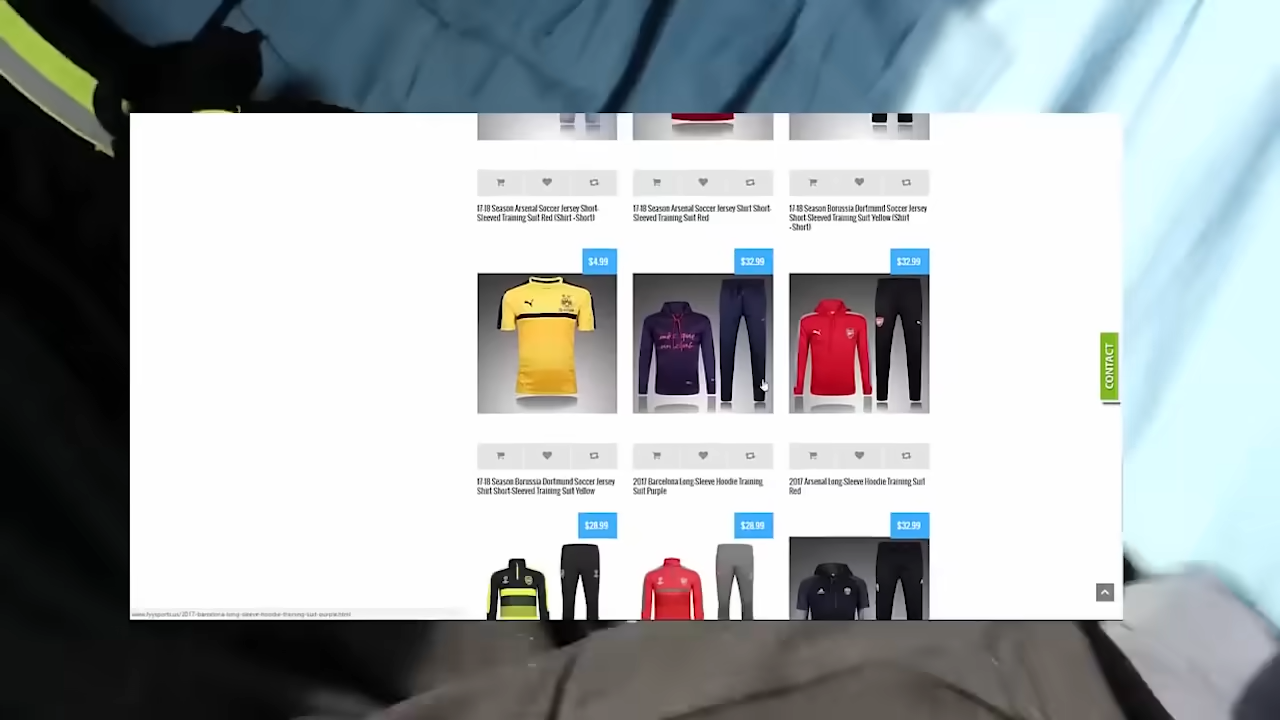 17-18 Season Arsenal Soccer Jersey Short-
Sleeved Training Suit Red (Shirt +Short)
17-18 Season Arsenal Soccer Jersey Shirt Short-
Sleeved Training Suit Red
17-18 Season Borussia Dortmund Soccer Jersey
Short-Sleeved Training Suit Yellow (Shirt
+Short)
$4.99
$32.99
$32.99
CONTACT
17-18 Season Borussia Dortmund Soccer Jersey
Shirt Short-Sleeved Training Suit Yellow
2017 Barcelona Long-Sleeve Hoodie Training
Suit Purple
2017 Arsenal Long-Sleeve Hoodie Training Suit
Red
$28.99
$28.99
$32.99